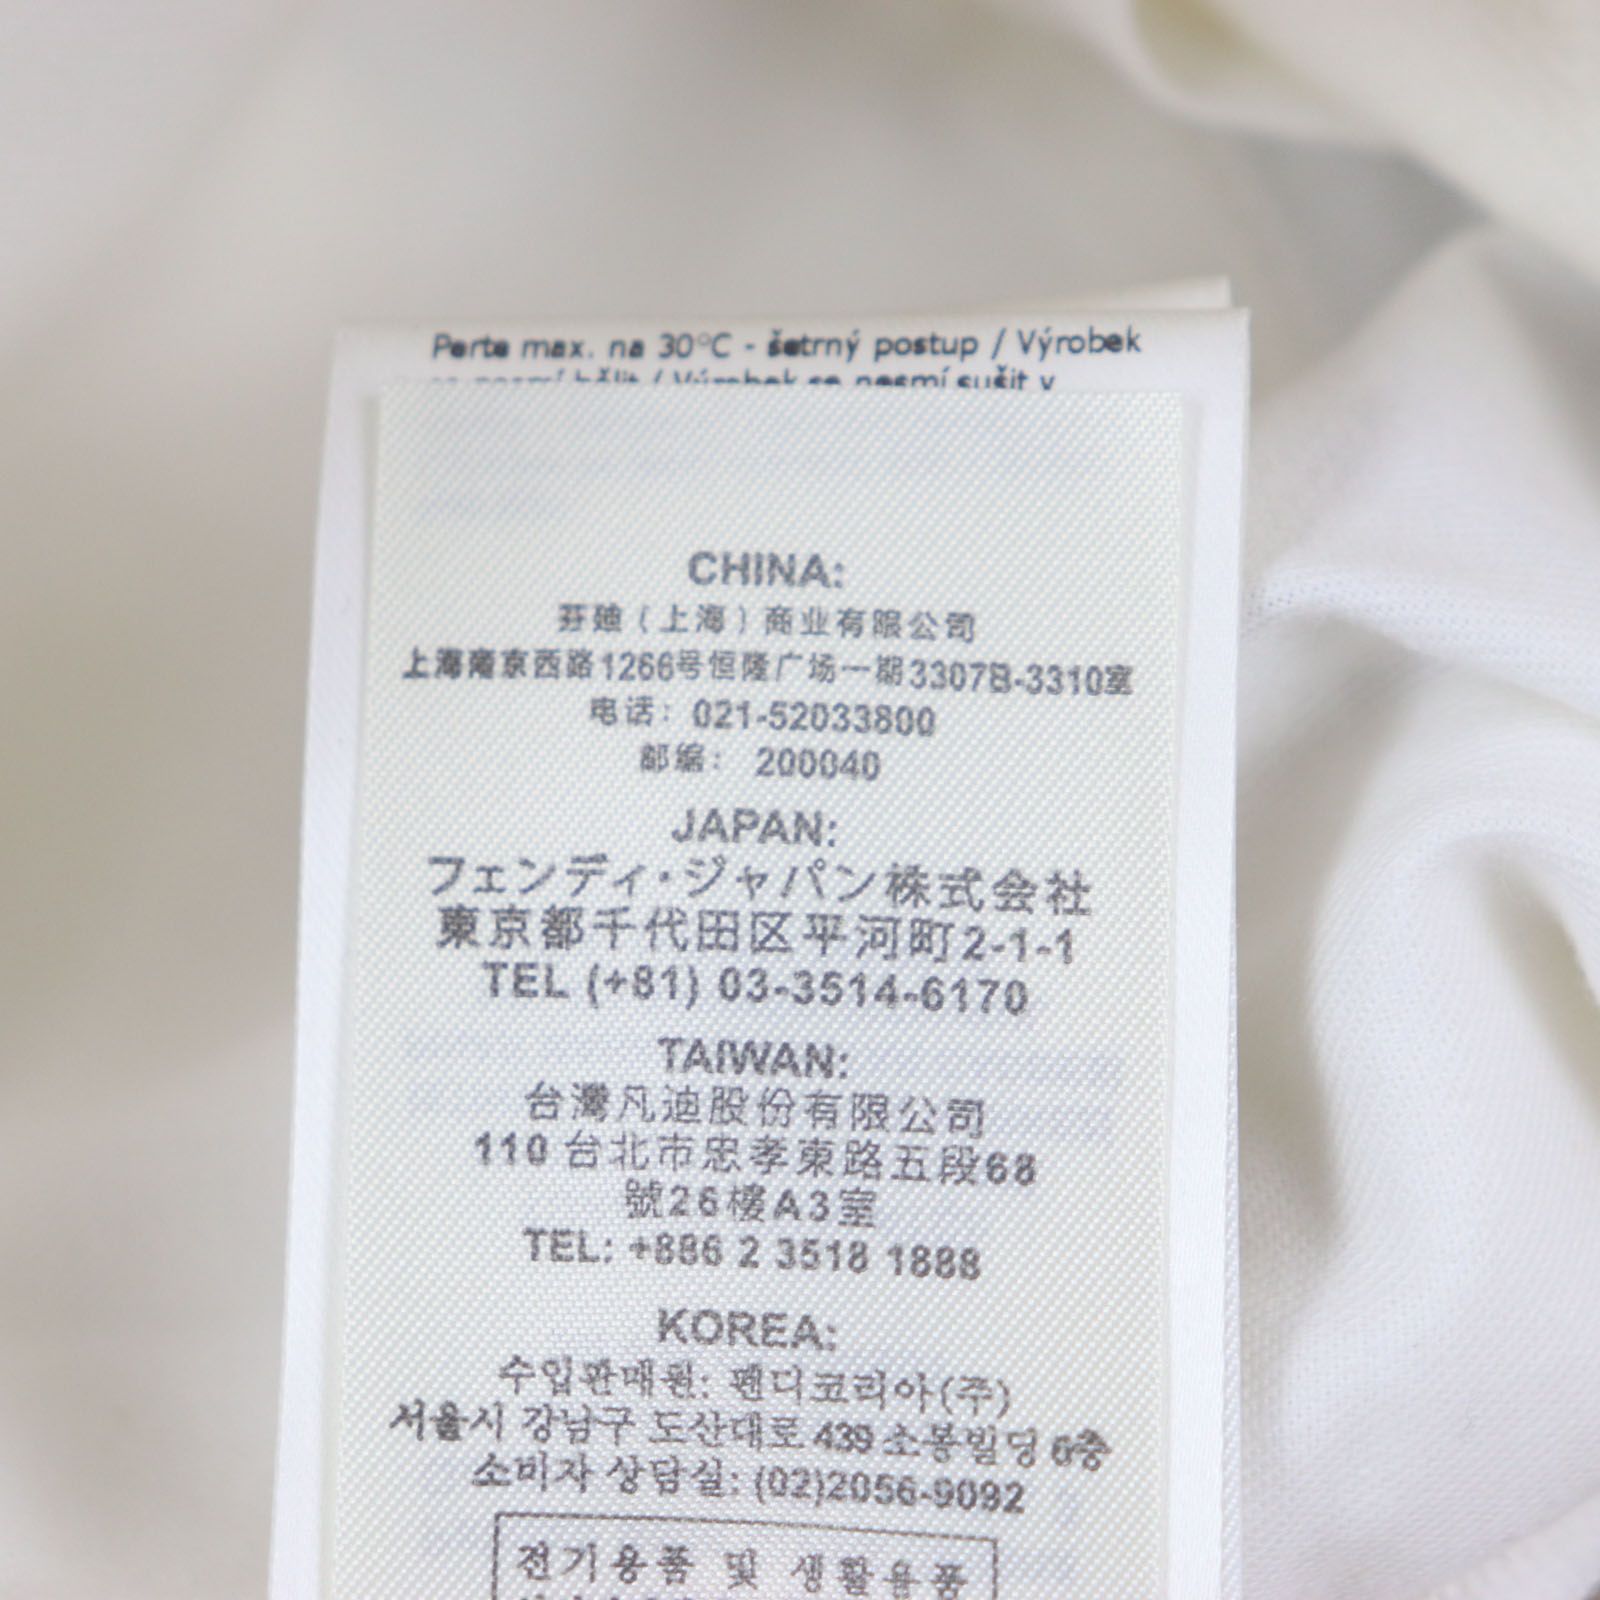 Perte max. na 30°C - šetrný postup / Výrobek
se nesmí bělit / Výrobek se nesmí sušit v
CHINA:
芬迪（上海）商业有限公司
上海南京西路1266号恒隆广场一期3307B-3310室
电话: 021-52033800
邮编: 200040
JAPAN:
フェンディ・ジャパン株式会社
東京都千代田区平河町2-1-1
TEL (+81) 03-3514-6170
TAIWAN:
台灣凡迪股份有限公司
110 台北市忠孝東路五段68
號26樓A3室
TEL: +886 2 3518 1888
KOREA:
수입판매원: 펜디코리아(주)
서울시 강남구 도산대로 439 소봉빌딩 6층
소비자 상담실: (02)2056-9092
전기용품 및 생활용품